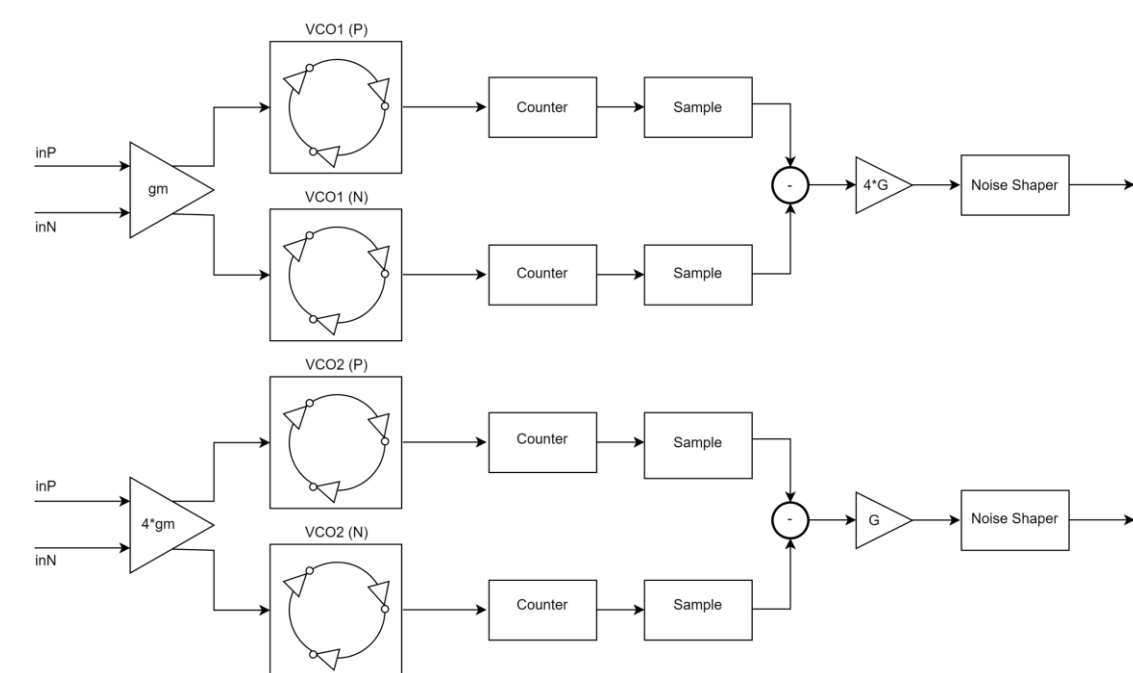 VCO1 (P)
Counter
Sample
inP
gm
inN
4*G
Noise Shaper
-
VCO1 (N)
Counter
Sample
VCO2 (P)
Counter
Sample
inP
4*gm
inN
G
Noise Shaper
-
VCO2 (N)
Counter
Sample